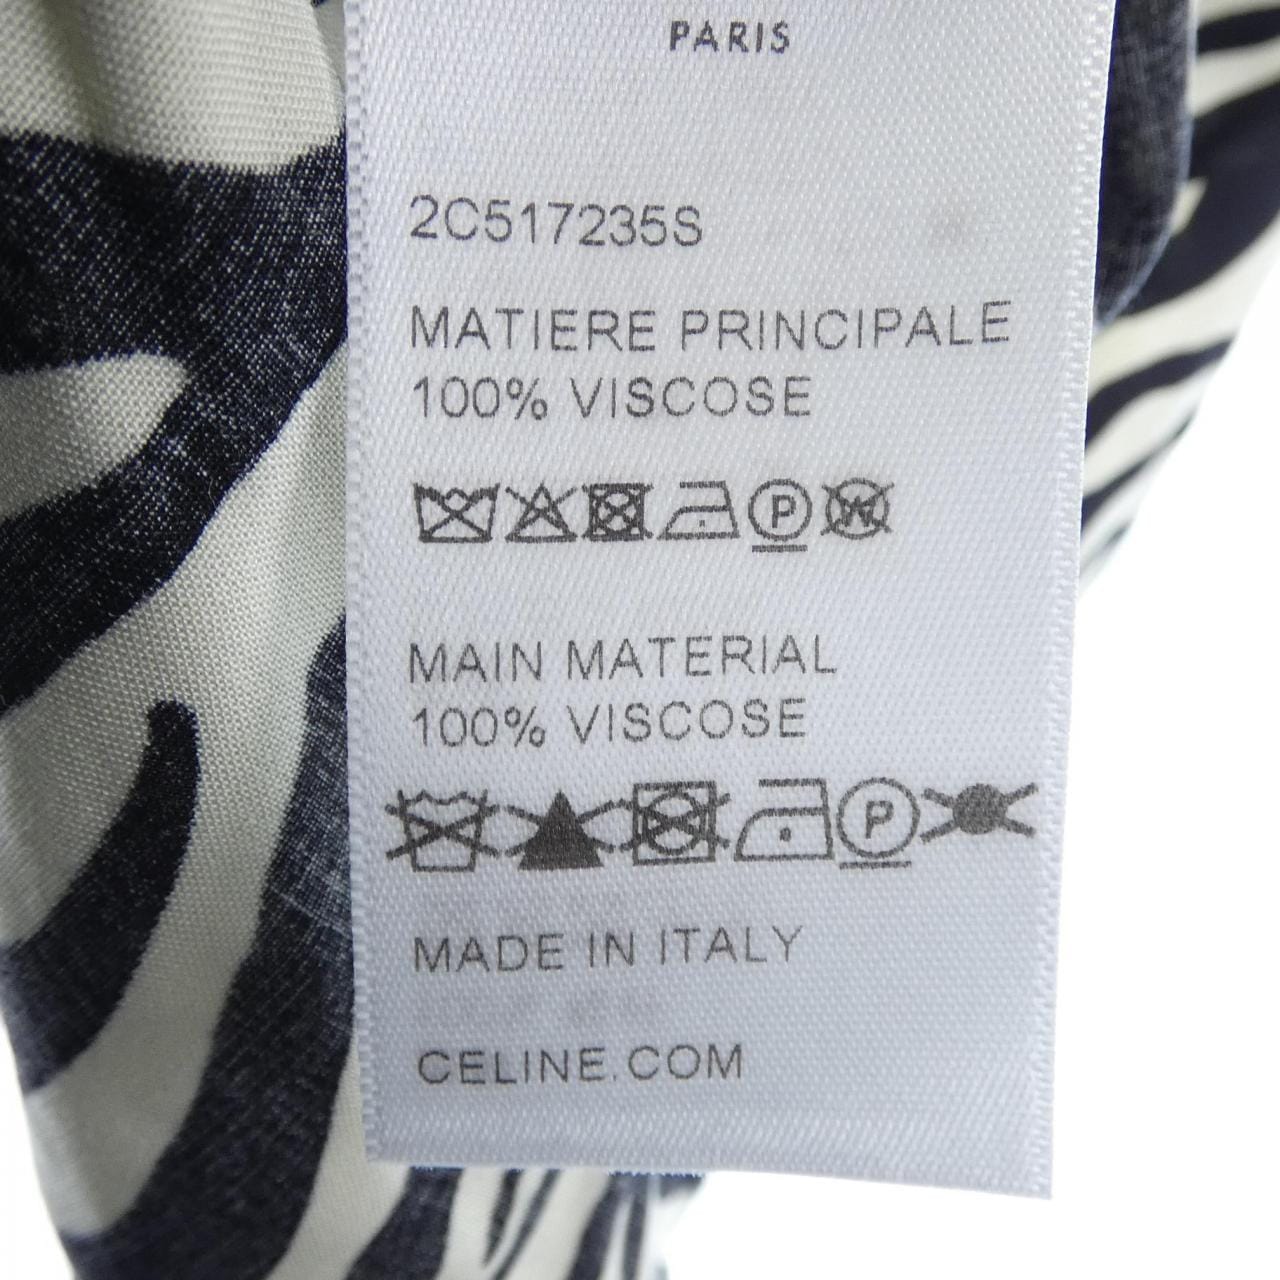 PARIS
2C517235S
MATIERE PRINCIPALE
100% VISCOSE
P W
MAIN MATERIAL
100% VISCOSE
P
MADE IN ITALY
CELINE.COM